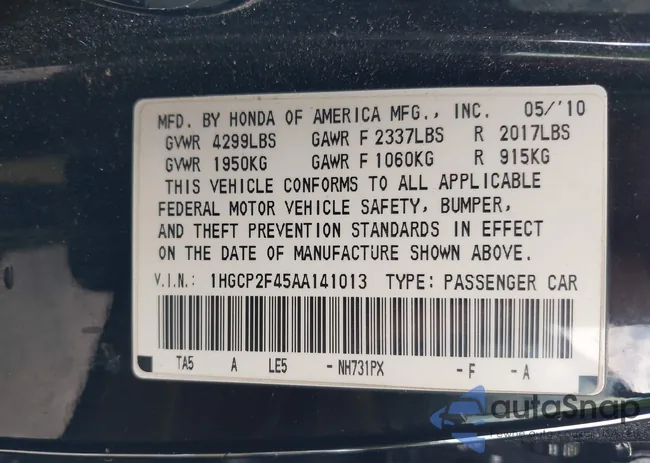 MFD. BY HONDA OF AMERICA MFG., INC. 05/'10
GVWR 4299LBS GAWR F 2337LBS R 2017LBS
GVWR 1950KG GAWR F 1060KG R 915KG
THIS VEHICLE CONFORMS TO ALL APPLICABLE
FEDERAL MOTOR VEHICLE SAFETY, BUMPER,
AND THEFT PREVENTION STANDARDS IN EFFECT
ON THE DATE OF MANUFACTURE SHOWN ABOVE.
V.I.N.: 1HGCP2F45AA141013 TYPE: PASSENGER CAR
TA5 A LE5 - NH731PX - F - A
autoSnap